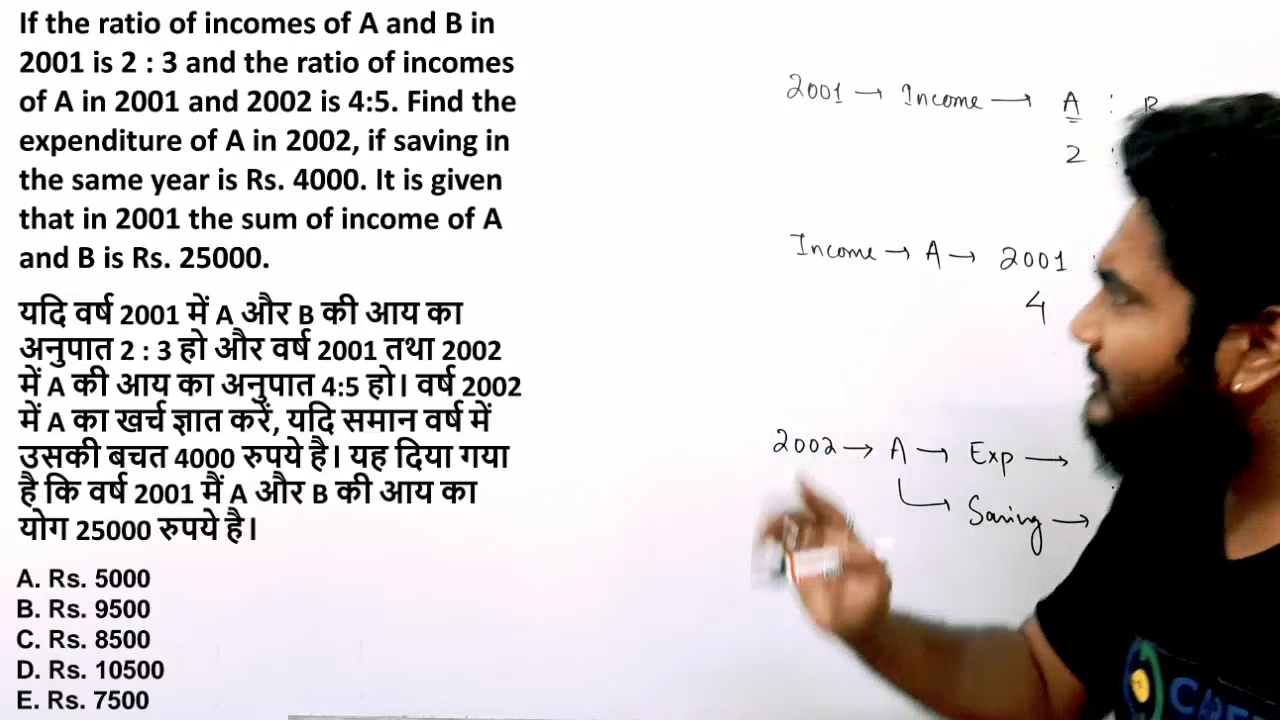 If the ratio of incomes of A and B in
2001 is 2 : 3 and the ratio of incomes
of A in 2001 and 2002 is 4:5. Find the
expenditure of A in 2002, if saving in
the same year is Rs. 4000. It is given
that in 2001 the sum of income of A
and B is Rs. 25000.
यदि वर्ष 2001 में A और B की आय का
अनुपात 2 : 3 हो और वर्ष 2001 तथा 2002
में A की आय का अनुपात 4:5 हो। वर्ष 2002
में A का खर्च ज्ञात करें, यदि समान वर्ष में
उसकी बचत 4000 रुपये है। यह दिया गया
है कि वर्ष 2001 मैं A और B की आय का
योग 25000 रुपये है।
A. Rs. 5000
B. Rs. 9500
C. Rs. 8500
D. Rs. 10500
E. Rs. 7500
2001 → Income → A : B
2 :
Income → A → 2001
4
2002 → A → Exp →
Saving →